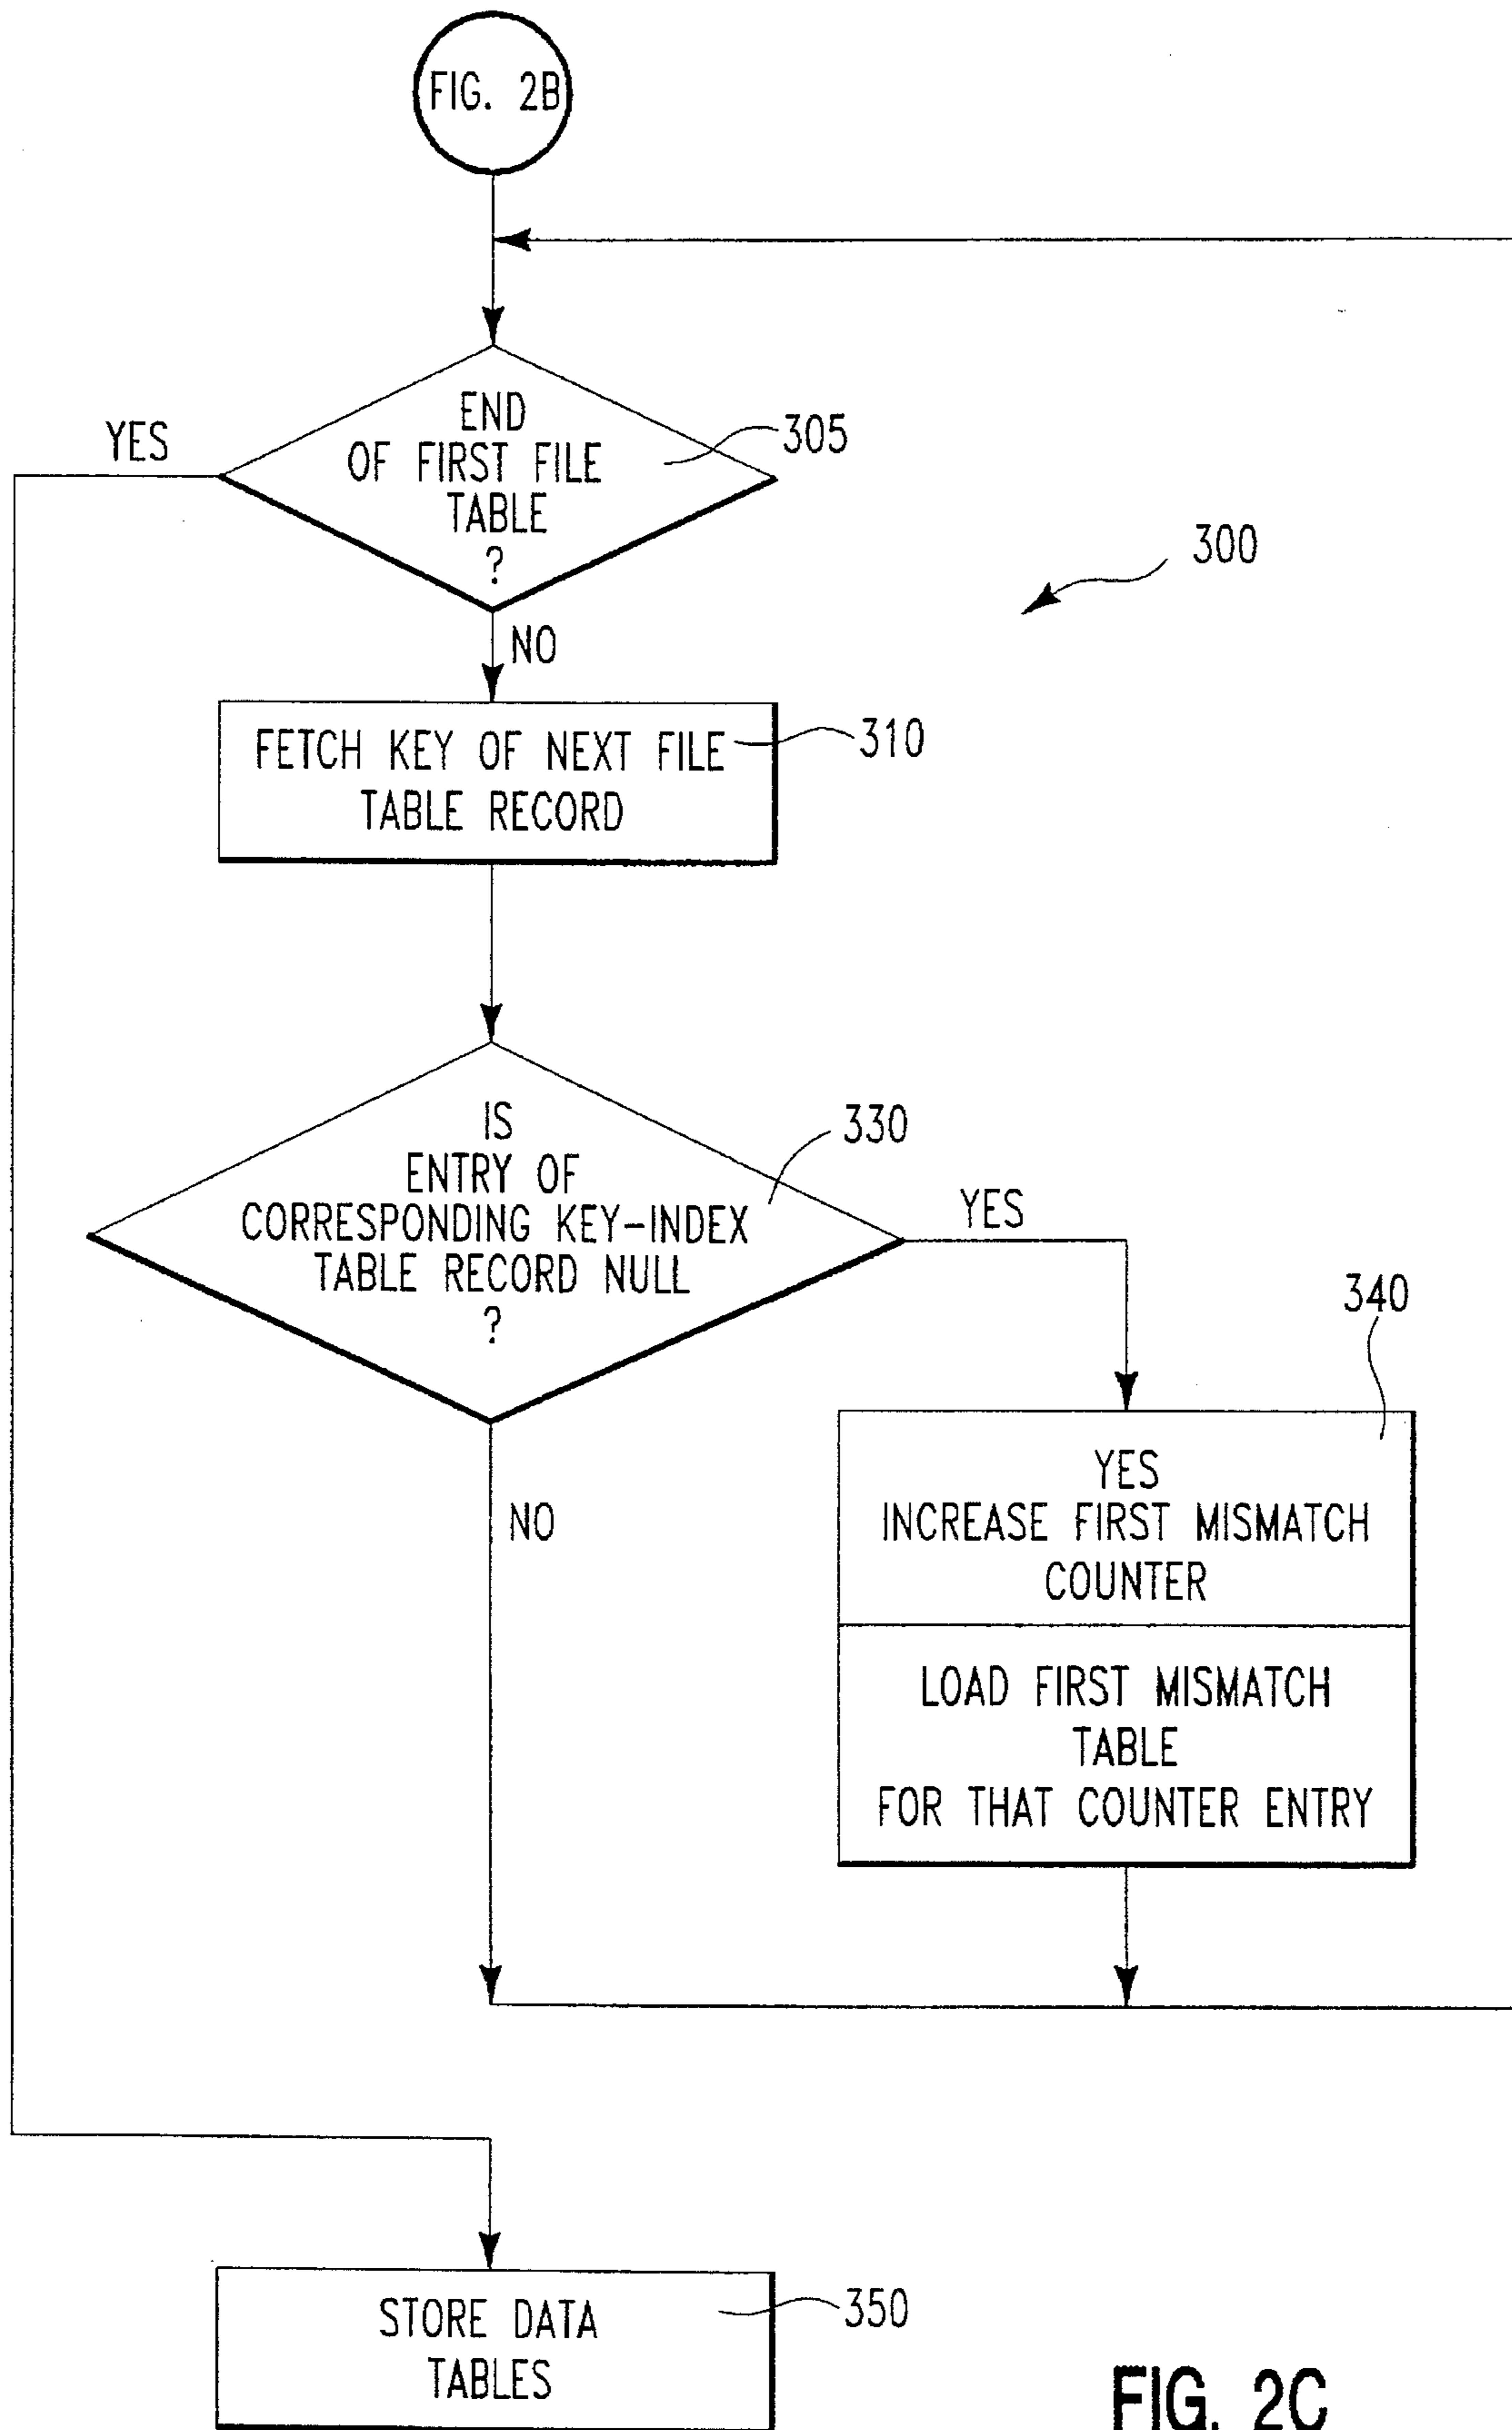 FIG. 2B
END
OF FIRST FILE
TABLE
?
305
YES
300
NO
FETCH KEY OF NEXT FILE
TABLE RECORD
310
IS
ENTRY OF
CORRESPONDING KEY-INDEX
TABLE RECORD NULL
?
330
YES
340
NO
YES
INCREASE FIRST MISMATCH
COUNTER
LOAD FIRST MISMATCH
TABLE
FOR THAT COUNTER ENTRY
STORE DATA
TABLES
350
FIG. 2C